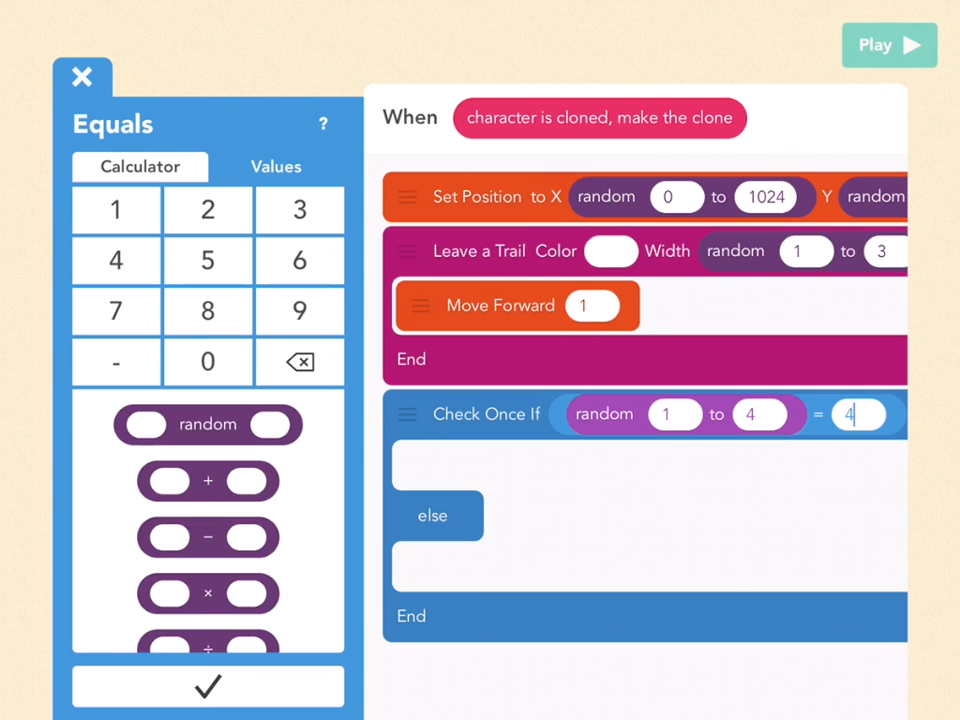 Play
Equals
?
Calculator
Values
1 2 3
4 5 6
7 8 9
- 0
random
+
−
×
÷
When character is cloned, make the clone
Set Position to X random 0 to 1024 Y random
Leave a Trail Color Width random 1 to 3
Move Forward 1
End
Check Once If random 1 to 4 = 4
else
End